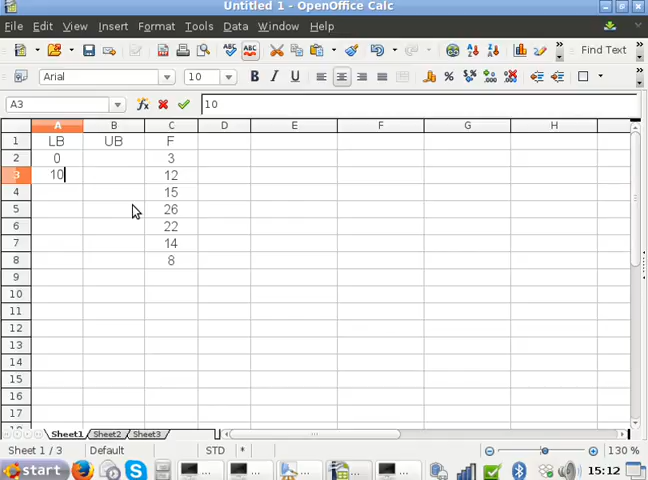 Untitled 1 - OpenOffice Calc
File Edit View Insert Format Tools Data Window Help
ABC ABC Find Text
Arial 10 B I U
A3 10
A B C D E F G H
1 LB UB F
2 0 3
3 10 12
4 15
5 26
6 22
7 14
8 8
9
10
11
12
13
14
15
16
17
Sheet1 Sheet2 Sheet3
Sheet 1 / 3 Default STD * 130 %
start 15:12